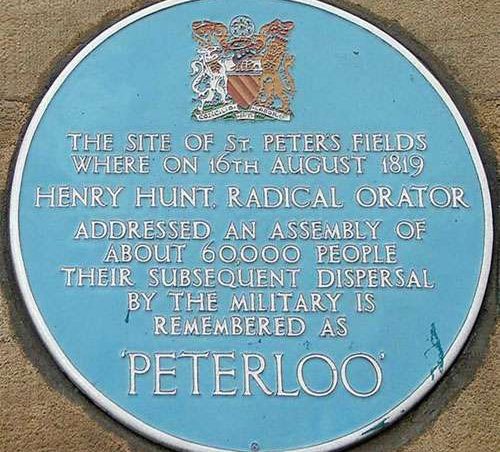 THE SITE OF ST. PETER'S FIELDS
WHERE ON 16TH AUGUST 1819
HENRY HUNT, RADICAL ORATOR
ADDRESSED AN ASSEMBLY OF
ABOUT 60,000 PEOPLE
THEIR SUBSEQUENT DISPERSAL
BY THE MILITARY IS
REMEMBERED AS
'PETERLOO'